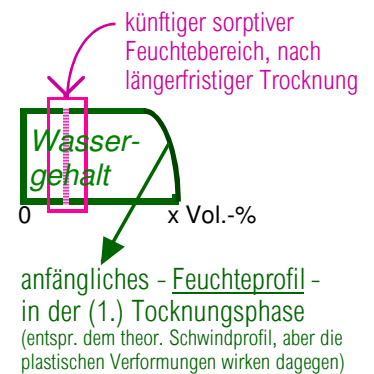 künftiger sorptiver
Feuchtebereich, nach
längerfristiger Trocknung
Wasser-
gehalt
0 x Vol.-%
anfängliches - Feuchteprofil -
in der (1.) Tocknungsphase
(entspr. dem theor. Schwindprofil, aber die
plastischen Verformungen wirken dagegen)